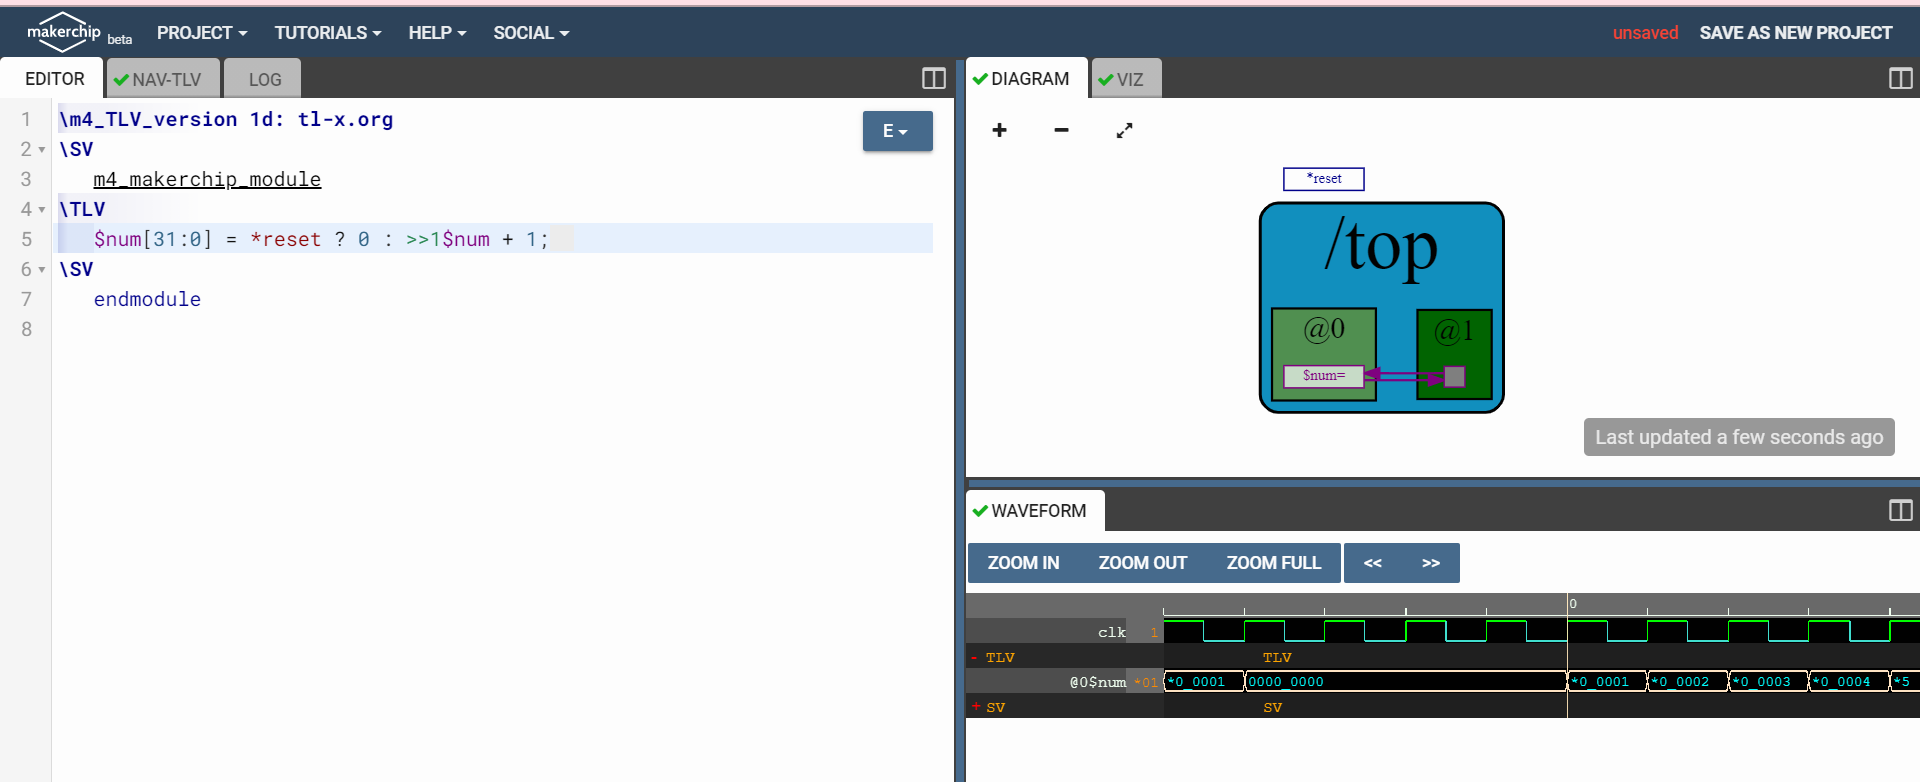 makerchip beta PROJECT TUTORIALS HELP SOCIAL unsaved SAVE AS NEW PROJECT
EDITOR NAV-TLV LOG
1 \m4_TLV_version 1d: tl-x.org
2 \SV
3 m4_makerchip_module
4 \TLV
5 $num[31:0] = *reset ? 0 : >>1$num + 1;
6 \SV
7 endmodule
8
E
DIAGRAM VIZ
*reset
/top
@0 @1
$num=
Last updated a few seconds ago
WAVEFORM
ZOOM IN ZOOM OUT ZOOM FULL << >>
0
clk 1
- TLV TLV
@0$num *01 *0_0001 0000_0000 *0_0001 *0_0002 *0_0003 *0_0004 *5
+ SV SV